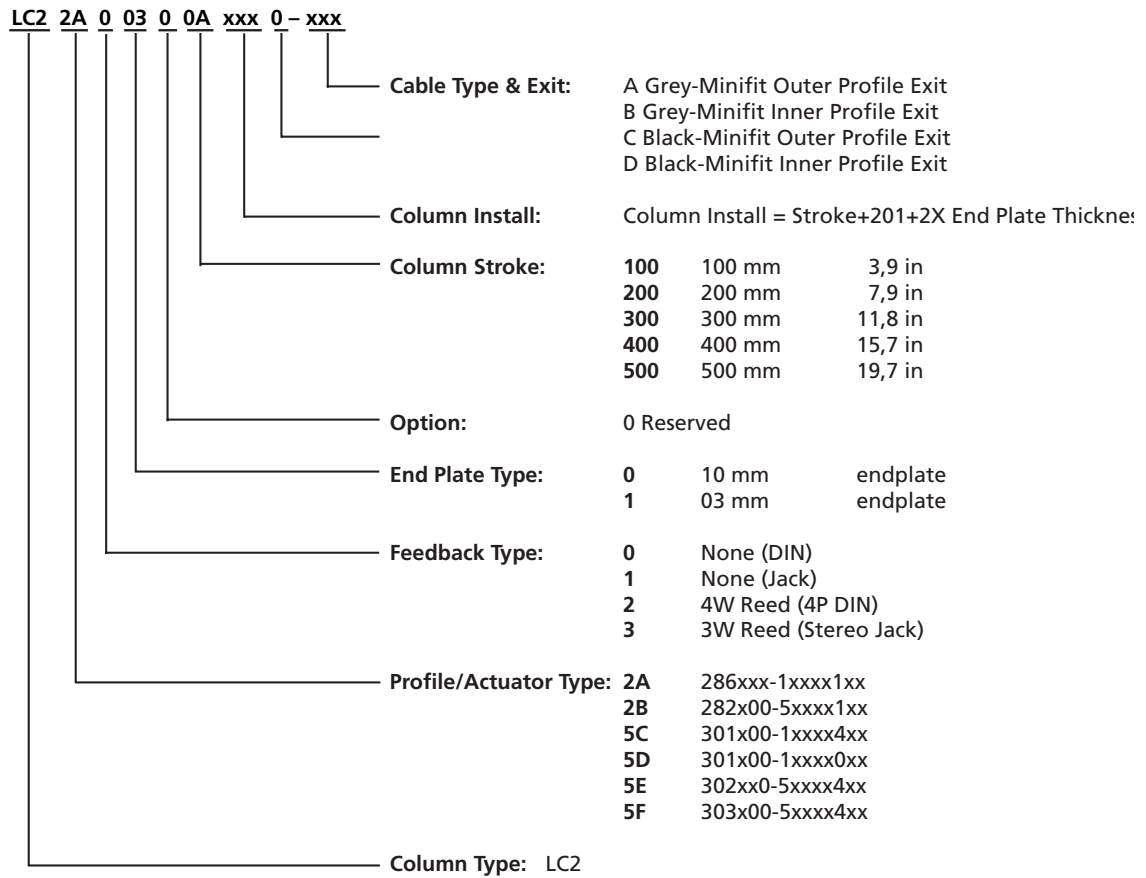 LC2 2A 0 03 0 0A xxx 0 – xxx
Cable Type & Exit: A Grey-Minifit Outer Profile Exit
B Grey-Minifit Inner Profile Exit
C Black-Minifit Outer Profile Exit
D Black-Minifit Inner Profile Exit
Column Install: Column Install = Stroke+201+2X End Plate Thicknes
Column Stroke: 100 100 mm 3,9 in
200 200 mm 7,9 in
300 300 mm 11,8 in
400 400 mm 15,7 in
500 500 mm 19,7 in
Option: 0 Reserved
End Plate Type: 0 10 mm endplate
1 03 mm endplate
Feedback Type: 0 None (DIN)
1 None (Jack)
2 4W Reed (4P DIN)
3 3W Reed (Stereo Jack)
Profile/Actuator Type: 2A 286xxx-1xxxx1xx
2B 282x00-5xxxx1xx
5C 301x00-1xxxx4xx
5D 301x00-1xxxx0xx
5E 302xx0-5xxxx4xx
5F 303x00-5xxxx4xx
Column Type: LC2